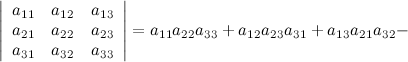 | a₁₁ a₁₂ a₁₃ |
| a₂₁ a₂₂ a₂₃ | = a₁₁a₂₂a₃₃ + a₁₂a₂₃a₃₁ + a₁₃a₂₁a₃₂ −
| a₃₁ a₃₂ a₃₃ |